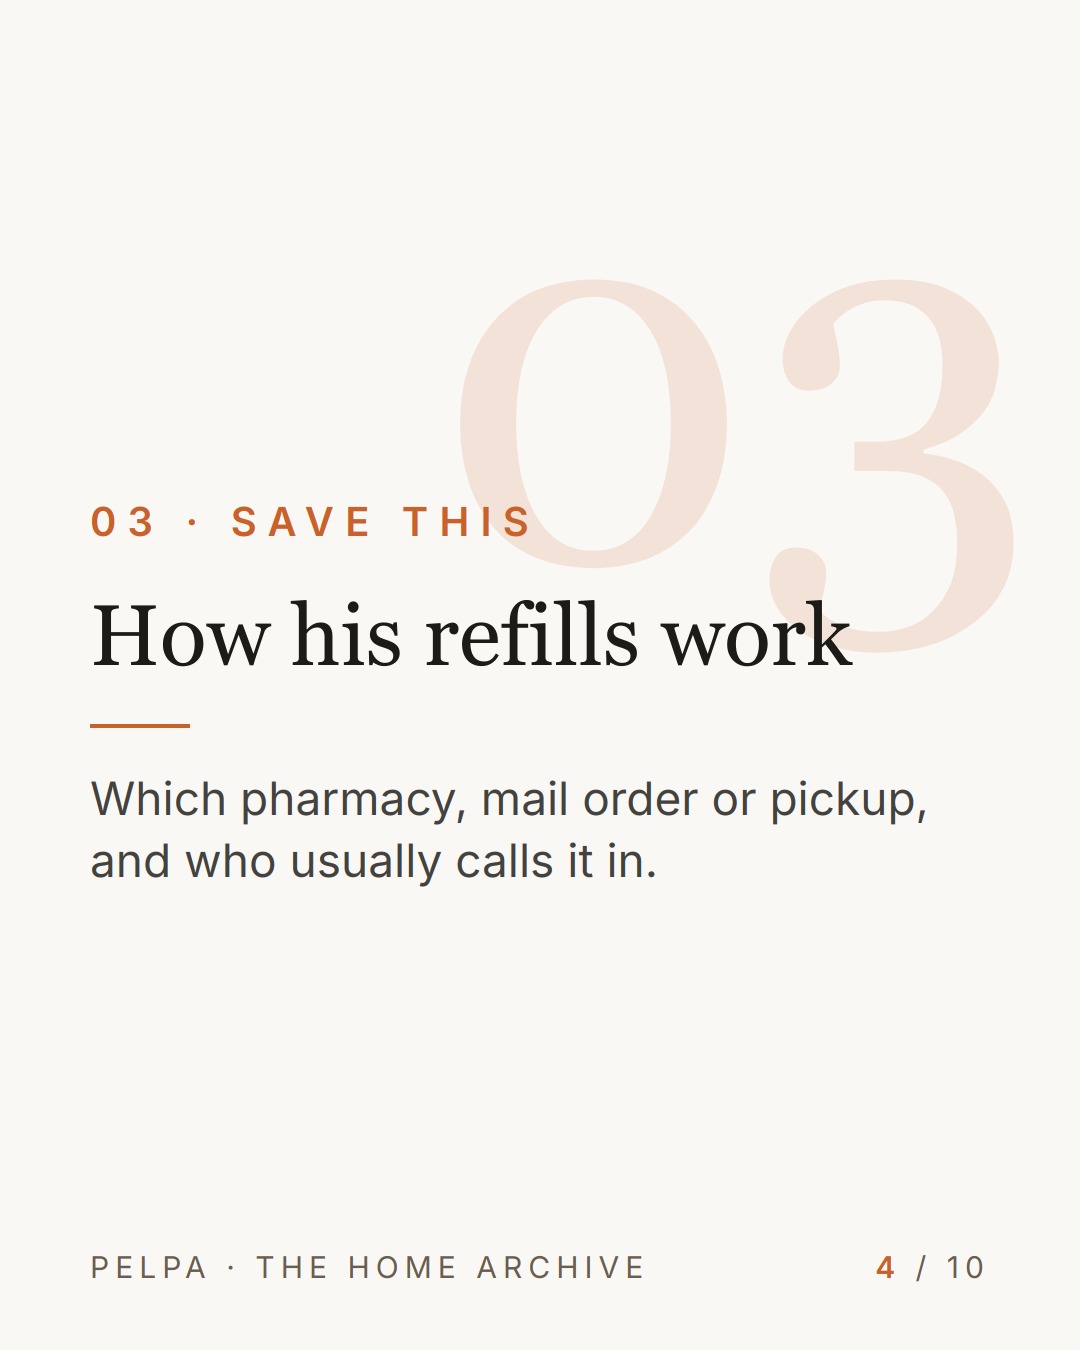 03
03 · SAVE THIS
How his refills work
Which pharmacy, mail order or pickup,
and who usually calls it in.
PELPA · THE HOME ARCHIVE
4 / 10